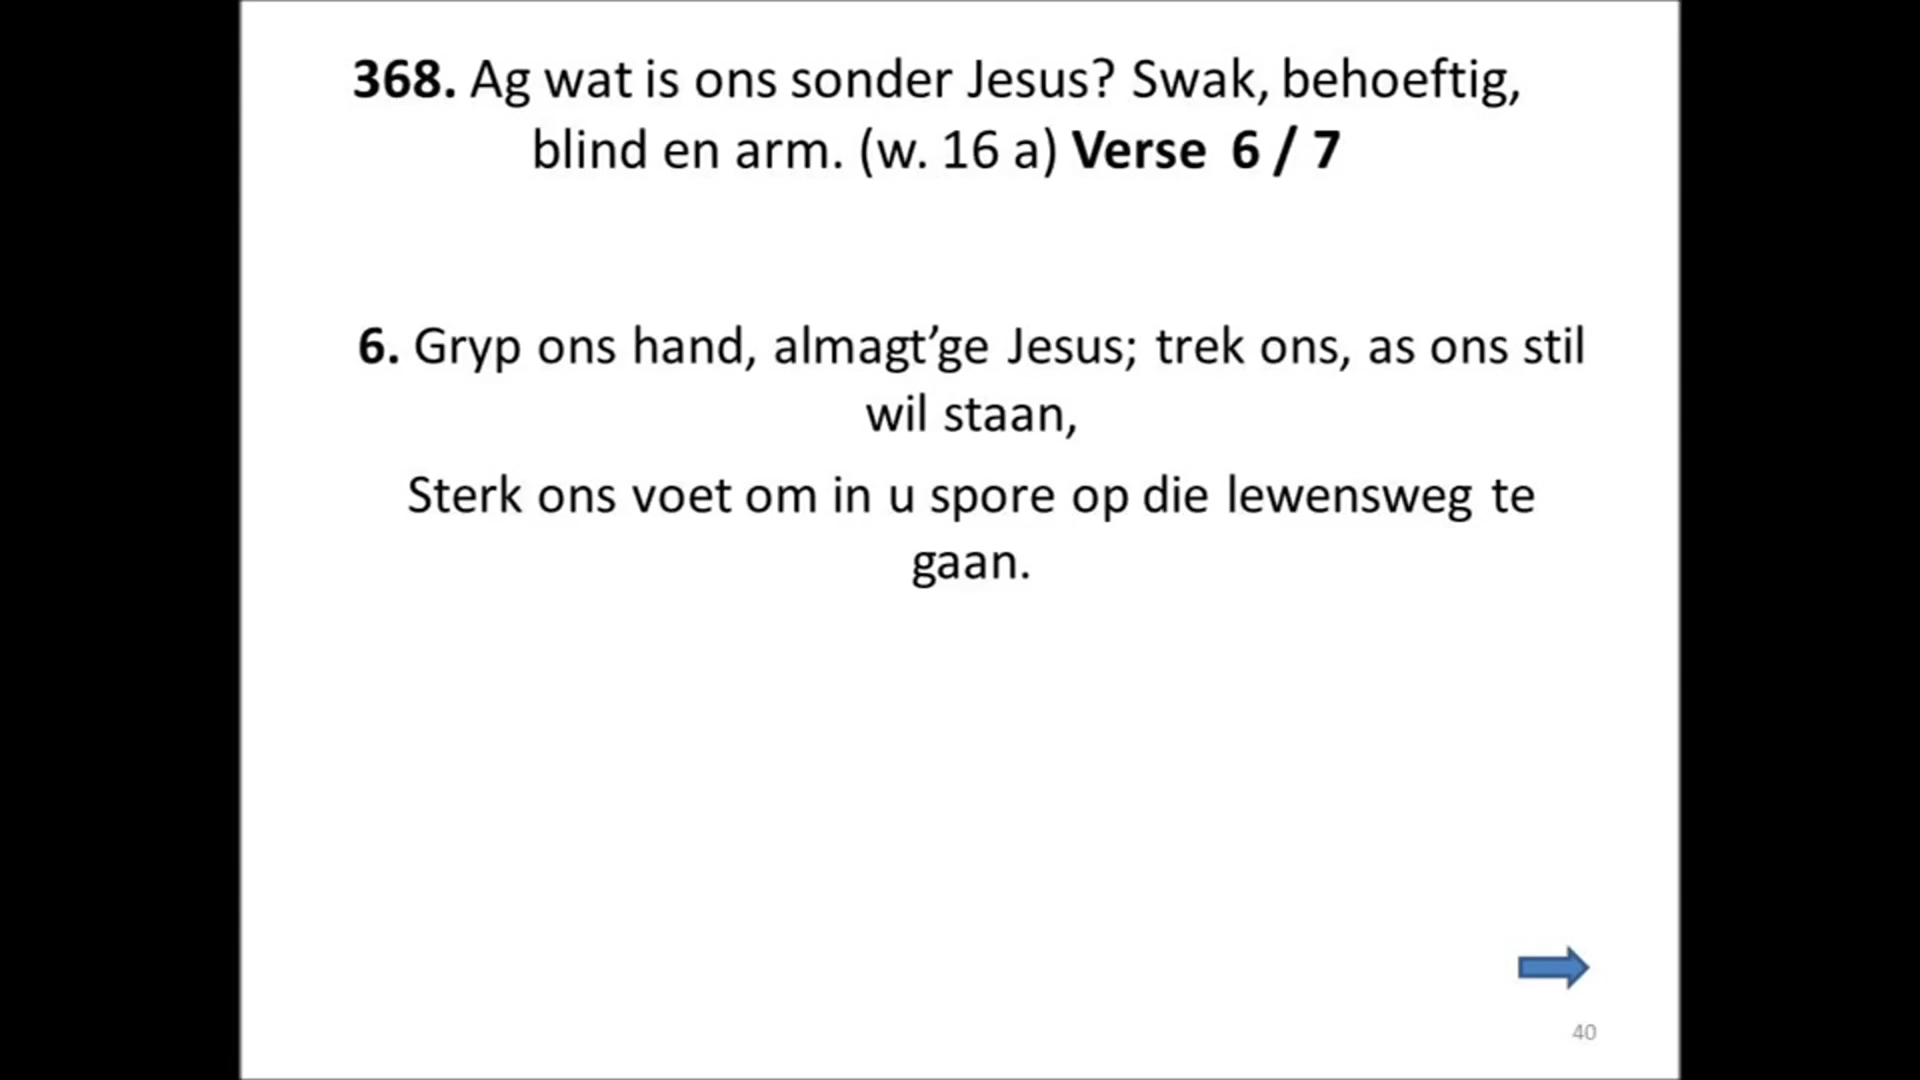 368. Ag wat is ons sonder Jesus? Swak, behoeftig,
blind en arm. (w. 16 a) Verse 6 / 7
6. Gryp ons hand, almagt’ge Jesus; trek ons, as ons stil
wil staan,
Sterk ons voet om in u spore op die lewensweg te
gaan.
40